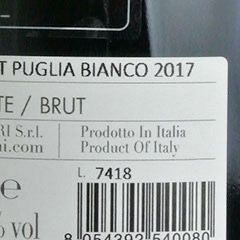 T PUGLIA BIANCO 2017
TE / BRUT
RI S.r.l.
ni.com
Prodotto In Italia
Product Of Italy
e
% vol
L. 7418
8 054392 540080